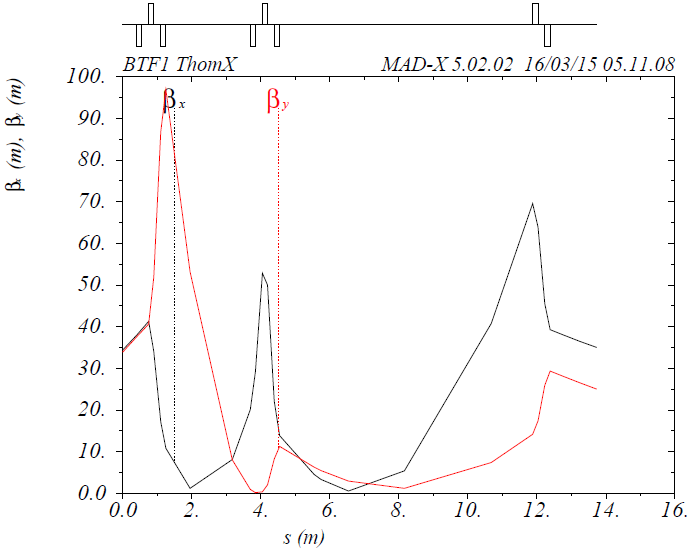 BTF1 ThomX MAD-X 5.02.02 16/03/15 05.11.08
βx (m), βy (m)
100.
90.
80.
70.
60.
50.
40.
30.
20.
10.
0.0
βx βy
0.0 2. 4. 6. 8. 10. 12. 14. 16.
s (m)